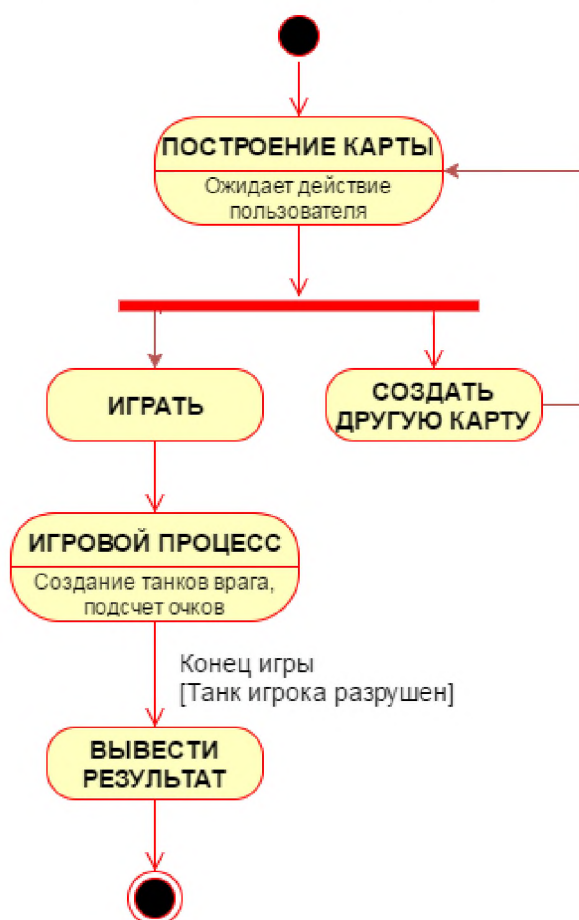 ПОСТРОЕНИЕ КАРТЫ
Ожидает действие
пользователя
ИГРАТЬ
СОЗДАТЬ
ДРУГУЮ КАРТУ
ИГРОВОЙ ПРОЦЕСС
Создание танков врага,
подсчет очков
Конец игры
[Танк игрока разрушен]
ВЫВЕСТИ
РЕЗУЛЬТАТ